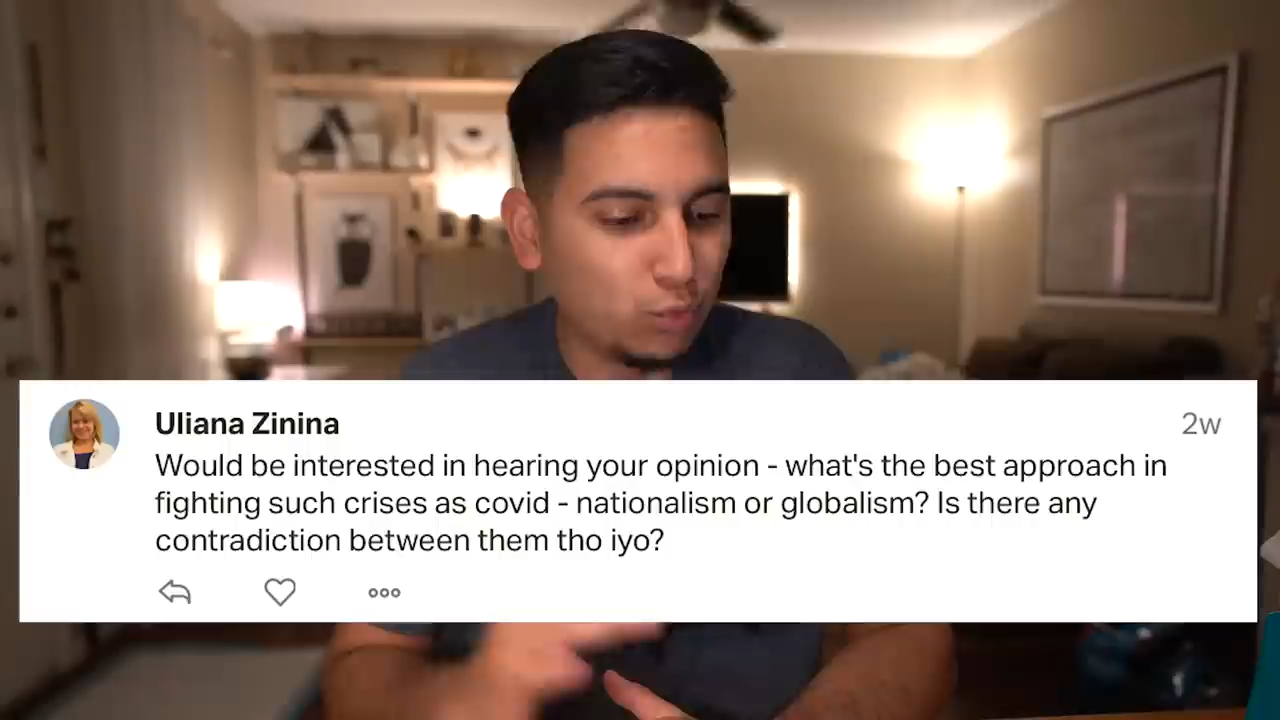 Uliana Zinina
2w
Would be interested in hearing your opinion - what's the best approach in
fighting such crises as covid - nationalism or globalism? Is there any
contradiction between them tho iyo?